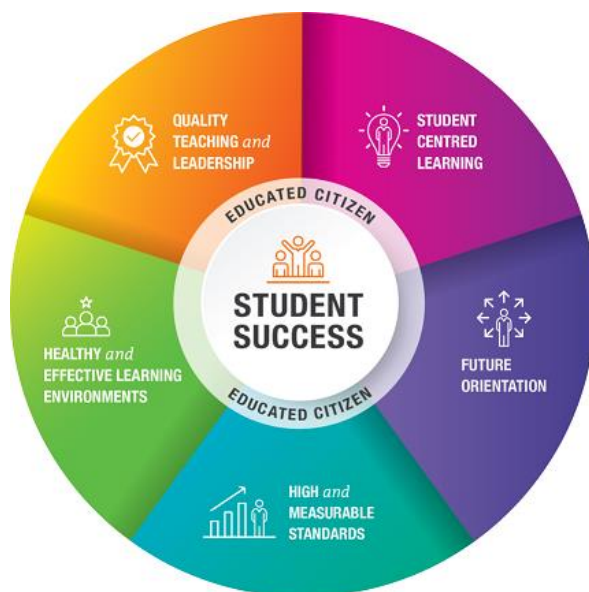 QUALITY
TEACHING and
LEADERSHIP
STUDENT
CENTRED
LEARNING
EDUCATED CITIZEN
STUDENT
SUCCESS
EDUCATED CITIZEN
HEALTHY and
EFFECTIVE LEARNING
ENVIRONMENTS
FUTURE
ORIENTATION
HIGH and
MEASURABLE
STANDARDS